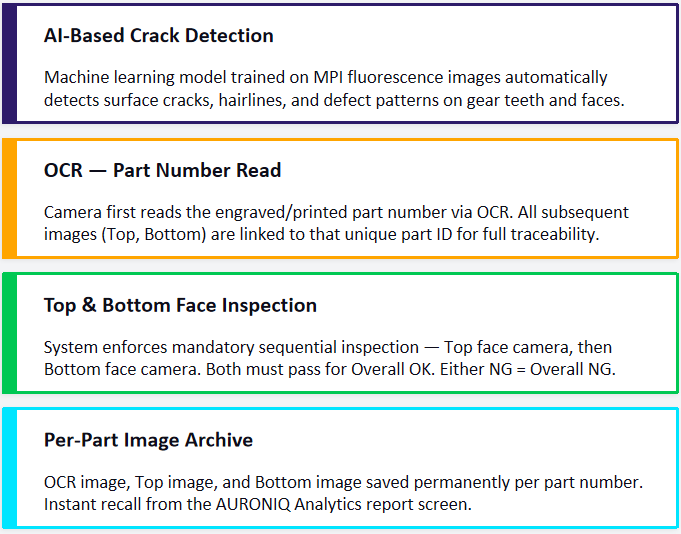 AI-Based Crack Detection
Machine learning model trained on MPI fluorescence images automatically
detects surface cracks, hairlines, and defect patterns on gear teeth and faces.
OCR — Part Number Read
Camera first reads the engraved/printed part number via OCR. All subsequent
images (Top, Bottom) are linked to that unique part ID for full traceability.
Top & Bottom Face Inspection
System enforces mandatory sequential inspection — Top face camera, then
Bottom face camera. Both must pass for Overall OK. Either NG = Overall NG.
Per-Part Image Archive
OCR image, Top image, and Bottom image saved permanently per part number.
Instant recall from the AURONIQ Analytics report screen.